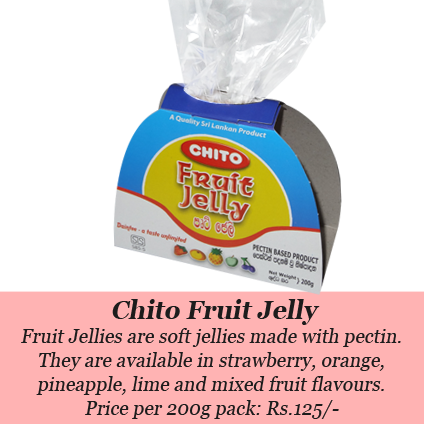 A Quality Sri Lankan Product
CHITO
Fruit
Jelly
PECTIN BASED PRODUCT
Net Weight
200g
Chito Fruit Jelly
Fruit Jellies are soft jellies made with pectin.
They are available in strawberry, orange,
pineapple, lime and mixed fruit flavours.
Price per 200g pack: Rs.125/-